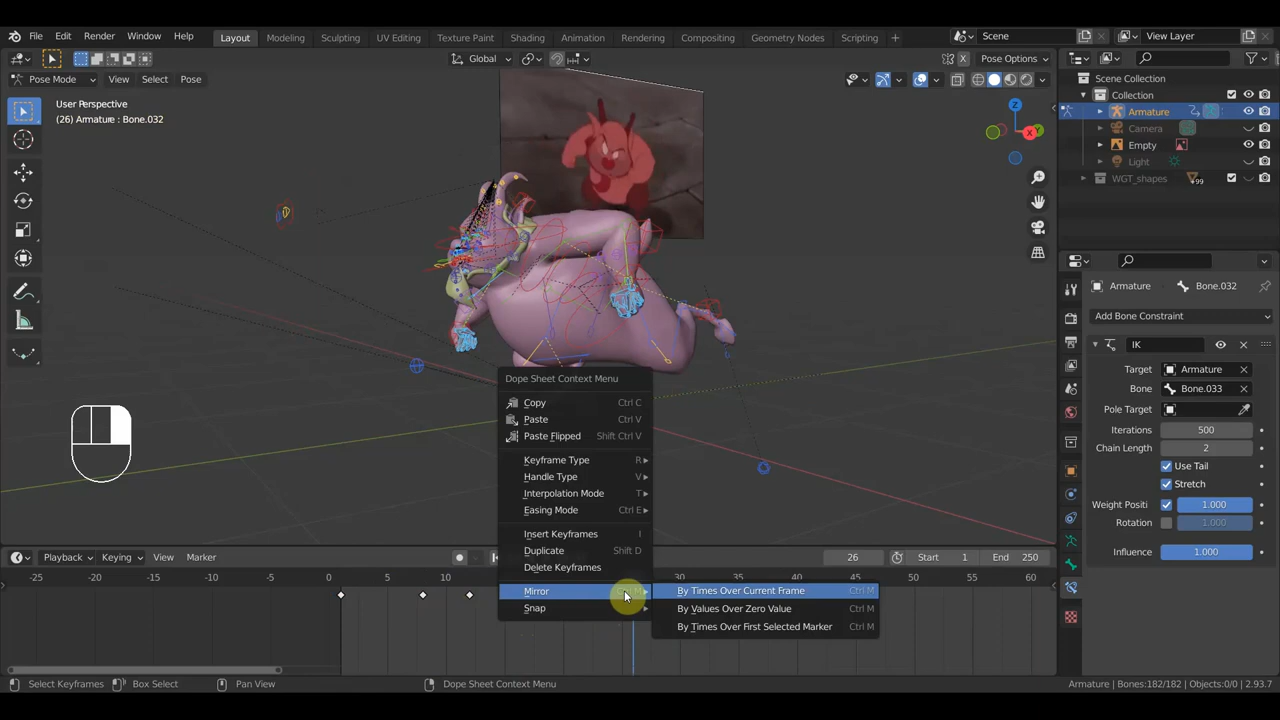 File Edit Render Window Help Layout Modeling Sculpting UV Editing Texture Paint Shading Animation Rendering Compositing Geometry Nodes Scripting + Scene View Layer
Global X Pose Options
Pose Mode View Select Pose
User Perspective
(26) Armature : Bone.032
Z
X
Y
Scene Collection
Collection
Armature
Camera
Empty
Light
WGT_shapes 99
Armature Bone.032
Add Bone Constraint
IK
Target Armature
Bone Bone.033
Pole Target
Iterations 500
Chain Length 2
Use Tail
Stretch
Weight Positi 1.000
Rotation 1.000
Influence 1.000
Dope Sheet Context Menu
Copy Ctrl C
Paste Ctrl V
Paste Flipped Shift Ctrl V
Keyframe Type R
Handle Type V
Interpolation Mode T
Easing Mode Ctrl E
Insert Keyframes I
Duplicate Shift D
Delete Keyframes
Mirror
Snap
By Times Over Current Frame Ctrl M
By Values Over Zero Value Ctrl M
By Times Over First Selected Marker Ctrl M
Playback Keying View Marker 26 Start 1 End 250
-25 -20 -15 -10 -5 0 5 10 30 35 40 45 50 55 60
Select Keyframes Box Select Pan View Dope Sheet Context Menu Armature | Bones:182/182 | Objects:0/0 | 2.93.7